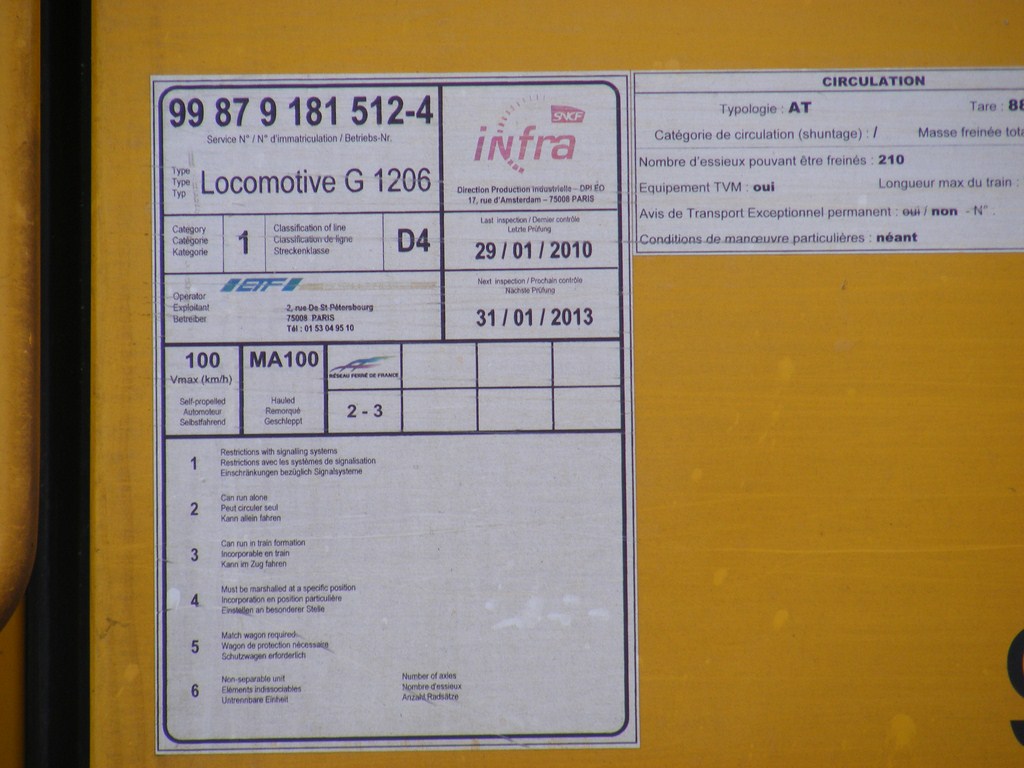 99 87 9 181 512-4
Service N° / N° d'immatriculation / Betriebs-Nr.
Type
Type
Typ
Locomotive G 1206
SNCF
infra
Direction Production Industrielle – DPI ÉO
17, rue d'Amsterdam – 75008 PARIS
Category
Catégorie
Kategorie
1
Classification of line
Classification de ligne
Streckenklasse
D4
Last inspection / Dernier contrôle
Letzte Prüfung
29 / 01 / 2010
Operator
Exploitant
Betreiber
ETF
2, rue De St Pétersbourg
75008 PARIS
Tél : 01 53 04 95 10
Next inspection / Prochain contrôle
Nächste Prüfung
31 / 01 / 2013
100
Vmax (km/h)
Self-propelled
Automoteur
Selbstfahrend
MA100
Hauled
Remorqué
Geschleppt
RÉSEAU FERRÉ DE FRANCE
2 - 3
1
Restrictions with signalling systems
Restrictions avec les systèmes de signalisation
Einschränkungen bezüglich Signalsysteme
2
Can run alone
Peut circuler seul
Kann allein fahren
3
Can run in train formation
Incorporable en train
Kann im Zug fahren
4
Must be marshalled at a specific position
Incorporation en position particulière
Einstellen an besonderer Stelle
5
Match wagon required
Wagon de protection nécessaire
Schutzwagen erforderlich
6
Non-separable unit
Eléments indissociables
Untrennbare Einheit
Number of axles
Nombre d'essieux
Anzahl Radsätze
CIRCULATION
Typologie : AT Tare : 88
Catégorie de circulation (shuntage) : / Masse freinée tota
Nombre d'essieux pouvant être freinés : 210
Equipement TVM : oui Longueur max du train :
Avis de Transport Exceptionnel permanent : oui / non - N° :
Conditions de manœuvre particulières : néant
S